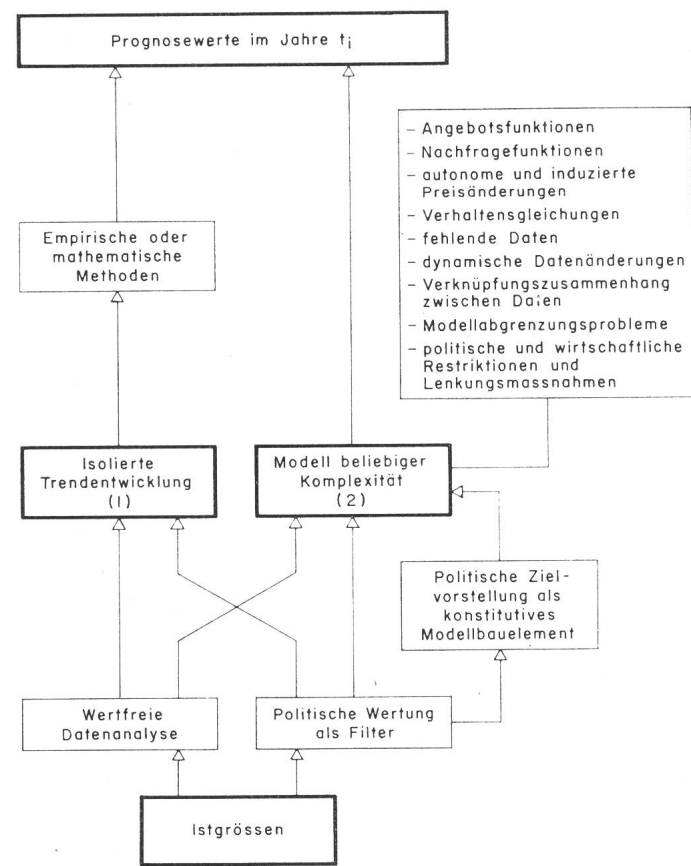 Prognosewerte im Jahre ti
- Angebotsfunktionen
- Nachfragefunktionen
- autonome und induzierte
Preisänderungen
- Verhaltensgleichungen
- fehlende Daten
- dynamische Datenänderungen
- Verknüpfungszusammenhang
zwischen Daten
- Modellabgrenzungsprobleme
- politische und wirtschaftliche
Restriktionen und
Lenkungsmassnahmen
Empirische oder
mathematische
Methoden
Isolierte
Trendentwicklung
(1)
Modell beliebiger
Komplexität
(2)
Politische Ziel-
vorstellung als
konstitutives
Modellbauelement
Wertfreie
Datenanalyse
Politische Wertung
als Filter
Istgrössen